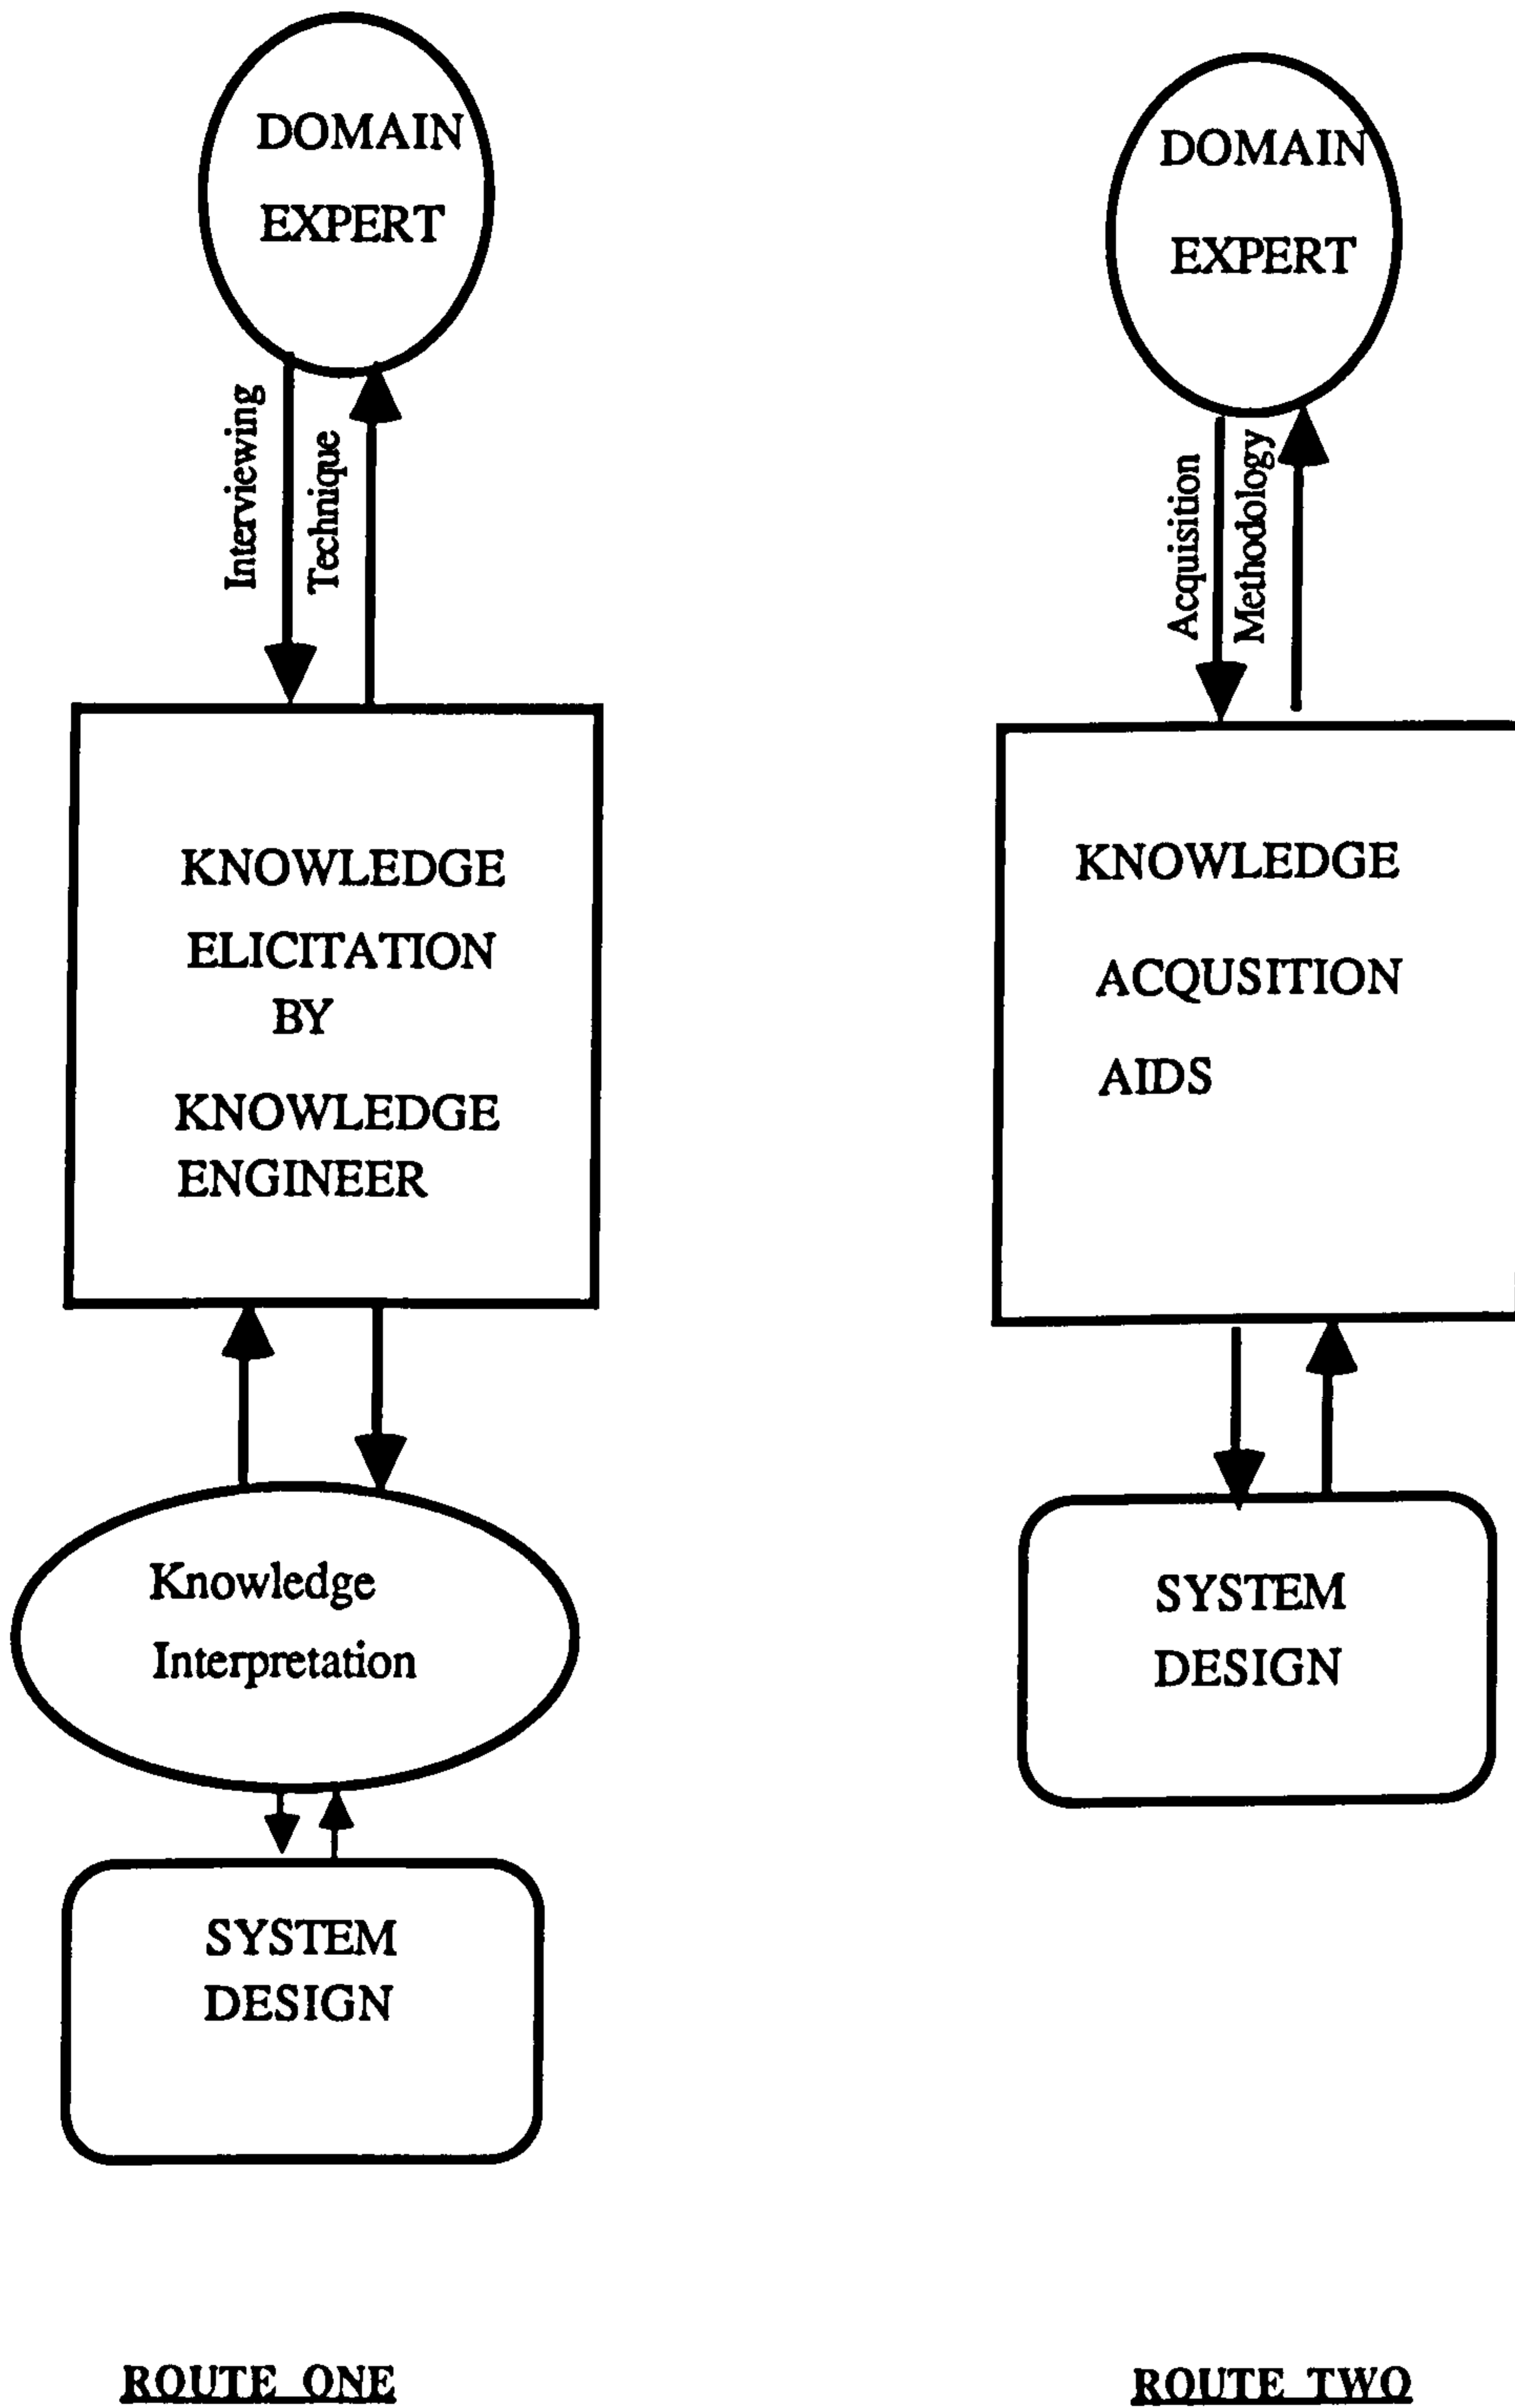 DOMAIN
EXPERT
Interviewing
Technique
KNOWLEDGE
ELICITATION
BY
KNOWLEDGE
ENGINEER
Knowledge
Interpretation
SYSTEM
DESIGN
ROUTE ONE
DOMAIN
EXPERT
Acquisition
Methodology
KNOWLEDGE
ACQUSITION
AIDS
SYSTEM
DESIGN
ROUTE TWO